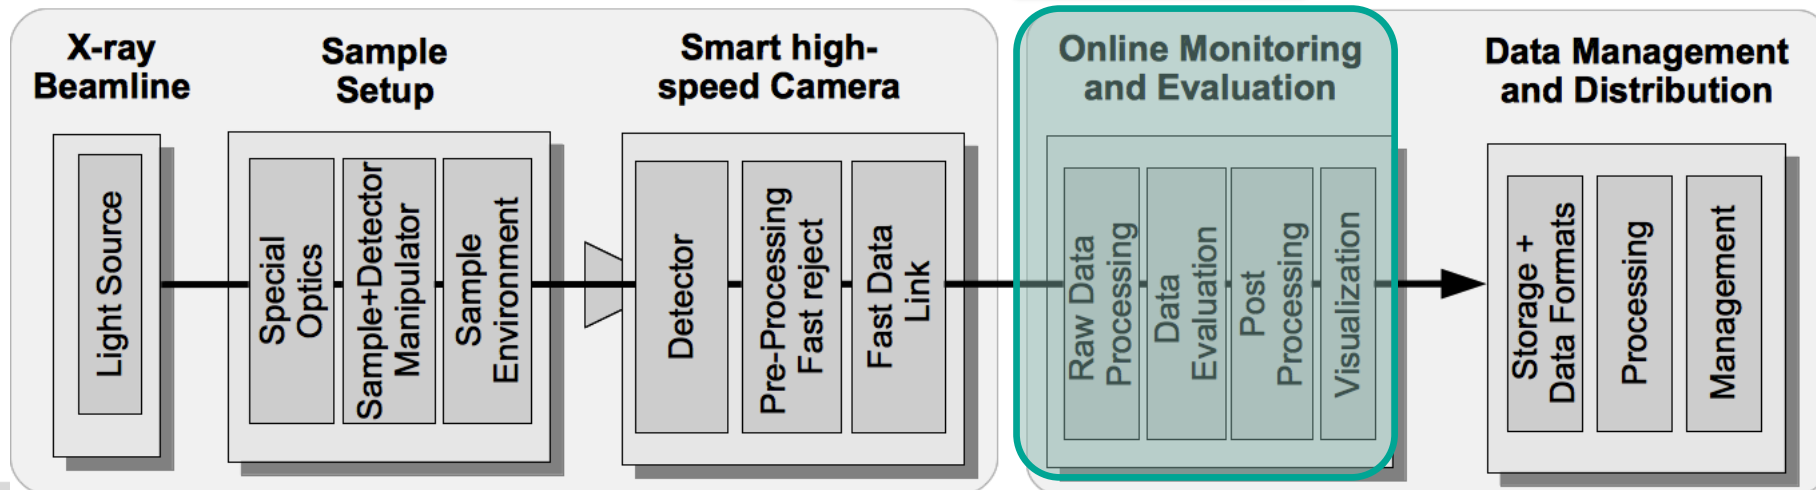 X-ray
Beamline
Light Source
Sample
Setup
Special
Optics
Sample+Detector
Manipulator
Sample
Environment
Smart high-
speed Camera
Detector
Pre-Processing
Fast reject
Fast Data
Link
Online Monitoring
and Evaluation
Raw Data
Processing
Data
Evaluation
Post
Processing
Visualization
Data Management
and Distribution
Storage +
Data Formats
Processing
Management